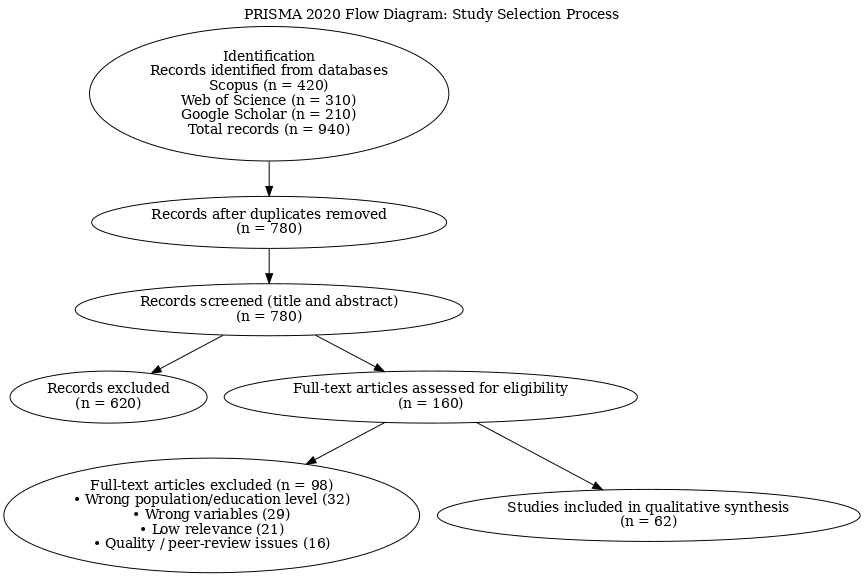 PRISMA 2020 Flow Diagram: Study Selection Process
Identification
Records identified from databases
Scopus (n = 420)
Web of Science (n = 310)
Google Scholar (n = 210)
Total records (n = 940)
Records after duplicates removed
(n = 780)
Records screened (title and abstract)
(n = 780)
Records excluded
(n = 620)
Full-text articles assessed for eligibility
(n = 160)
Full-text articles excluded (n = 98)
• Wrong population/education level (32)
• Wrong variables (29)
• Low relevance (21)
• Quality / peer-review issues (16)
Studies included in qualitative synthesis
(n = 62)